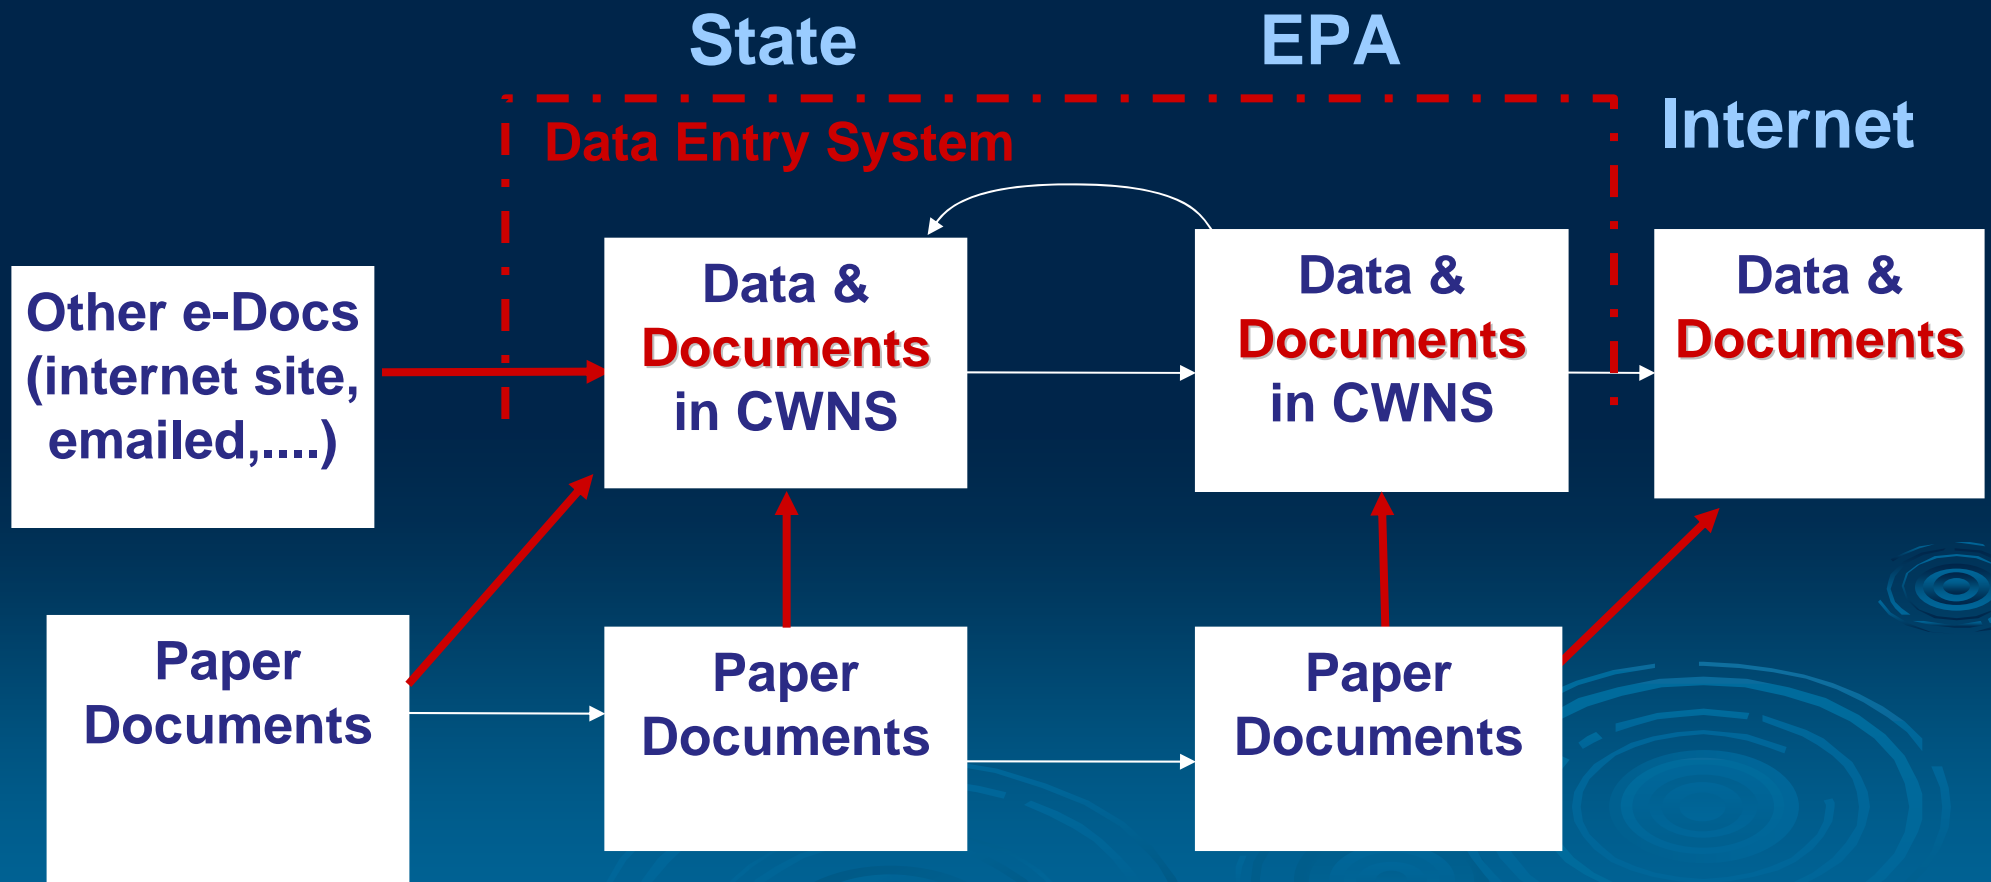 State
EPA
Internet
Data Entry System
Other e-Docs
(internet site,
emailed,....)
Data &
Documents
in CWNS
Data &
Documents
in CWNS
Data &
Documents
Paper
Documents
Paper
Documents
Paper
Documents